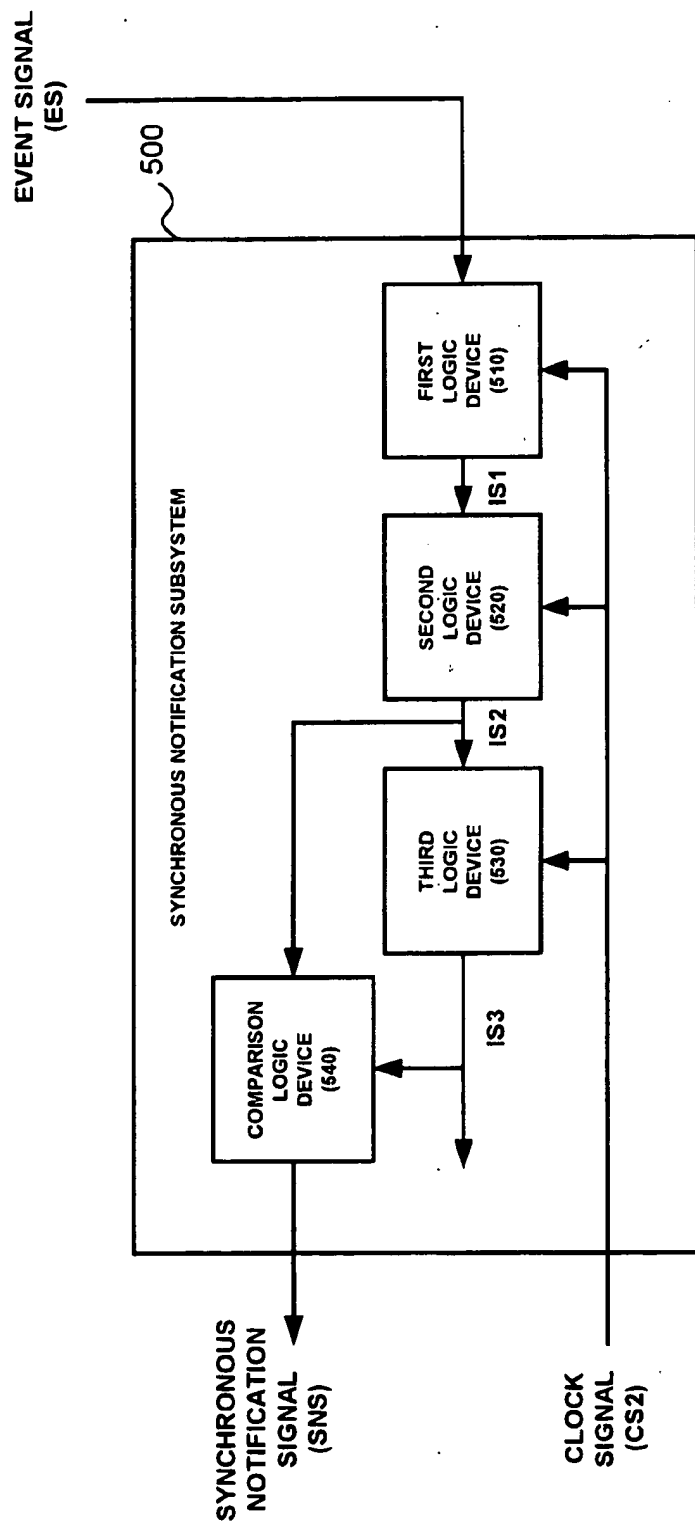 EVENT SIGNAL
(ES)
500
SYNCHRONOUS NOTIFICATION SUBSYSTEM
FIRST
LOGIC
DEVICE
(510)
IS1
SECOND
LOGIC
DEVICE
(520)
IS2
THIRD
LOGIC
DEVICE
(530)
IS3
COMPARISON
LOGIC
DEVICE
(540)
SYNCHRONOUS
NOTIFICATION
SIGNAL
(SNS)
CLOCK
SIGNAL
(CS2)